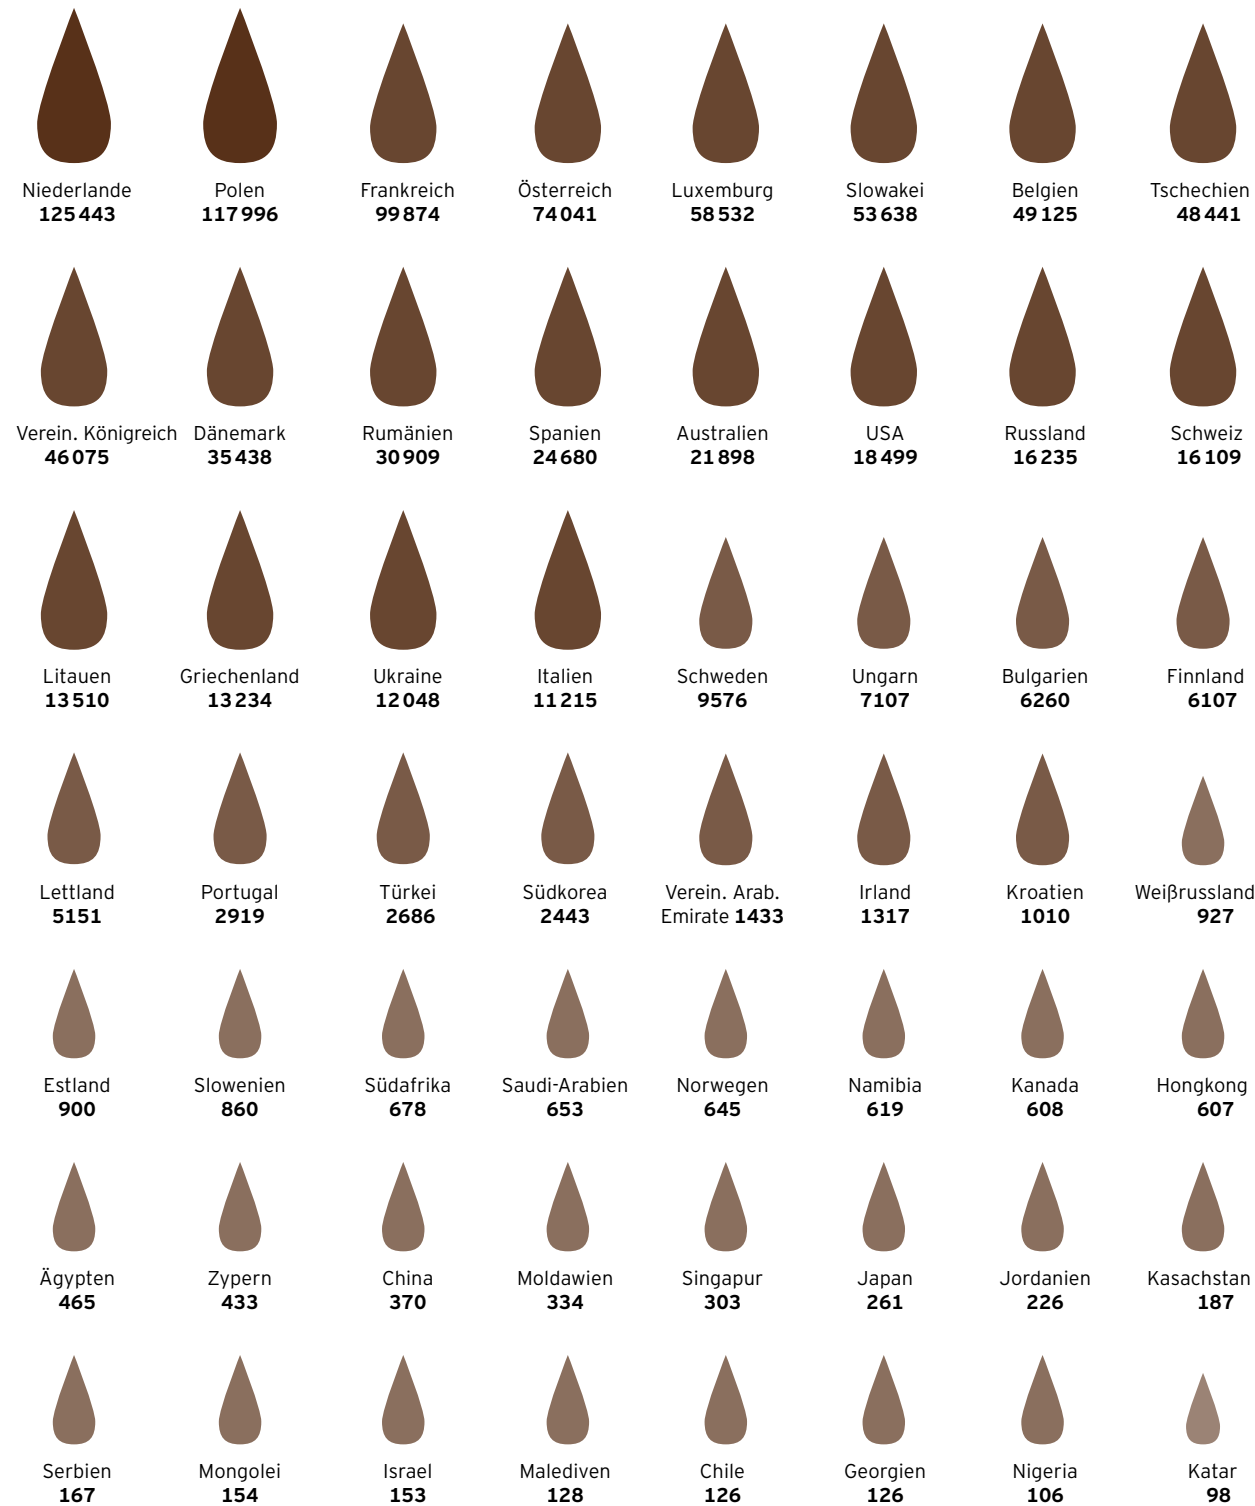 Niederlande Polen Frankreich Österreich Luxemburg Slowakei Belgien Tschechien
125 443 117 996 99 874 74 041 58 532 53 638 49 125 48 441
Verein. Königreich Dänemark Rumänien Spanien Australien USA Russland Schweiz
46 075 35 438 30 909 24 680 21 898 18 499 16 235 16 109
Litauen Griechenland Ukraine Italien Schweden Ungarn Bulgarien Finnland
13 510 13 234 12 048 11 215 9576 7107 6260 6107
Lettland Portugal Türkei Südkorea Verein. Arab. Irland Kroatien Weißrussland
5151 2919 2686 2443 Emirate 1433 1317 1010 927
Estland Slowenien Südafrika Saudi-Arabien Norwegen Namibia Kanada Hongkong
900 860 678 653 645 619 608 607
Ägypten Zypern China Moldawien Singapur Japan Jordanien Kasachstan
465 433 370 334 303 261 226 187
Serbien Mongolei Israel Malediven Chile Georgien Nigeria Katar
167 154 153 128 126 126 106 98